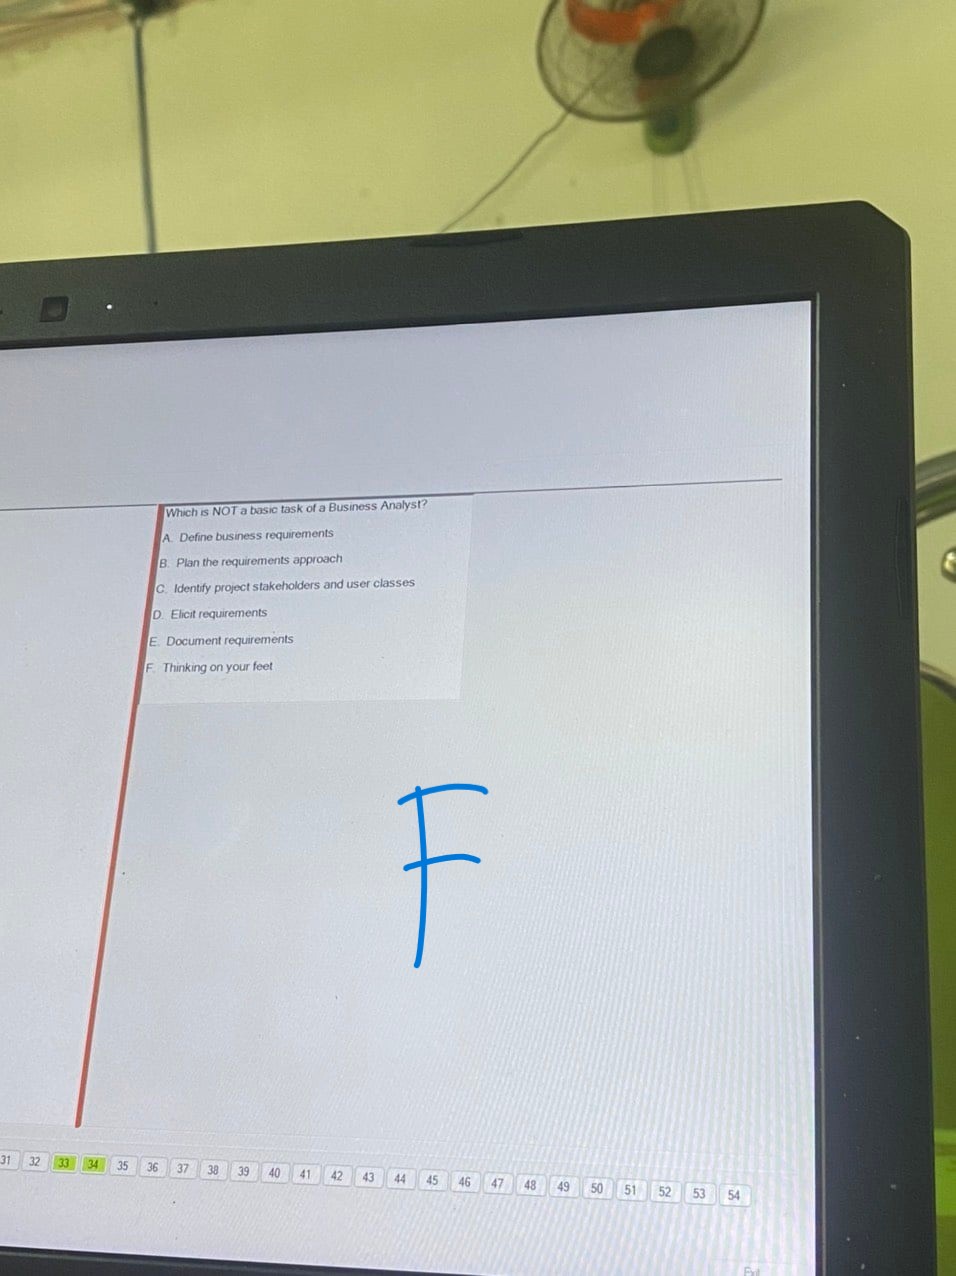 Which is NOT a basic task of a Business Analyst?
A. Define business requirements
B. Plan the requirements approach
C. Identify project stakeholders and user classes
D. Elicit requirements
E. Document requirements
F. Thinking on your feet
F
31 32 33 34 35 36 37 38 39 40 41 42 43 44 45 46 47 48 49 50 51 52 53 54
Exit